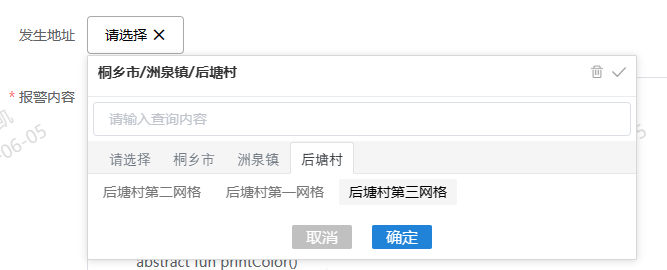 发生地址 请选择 ✕
桐乡市/洲泉镇/后塘村
* 报警内容
请输入查询内容
请选择 桐乡市 洲泉镇 后塘村
后塘村第二网格 后塘村第一网格 后塘村第三网格
取消 确定
abstract fun printColor()
凯
06-05
-05